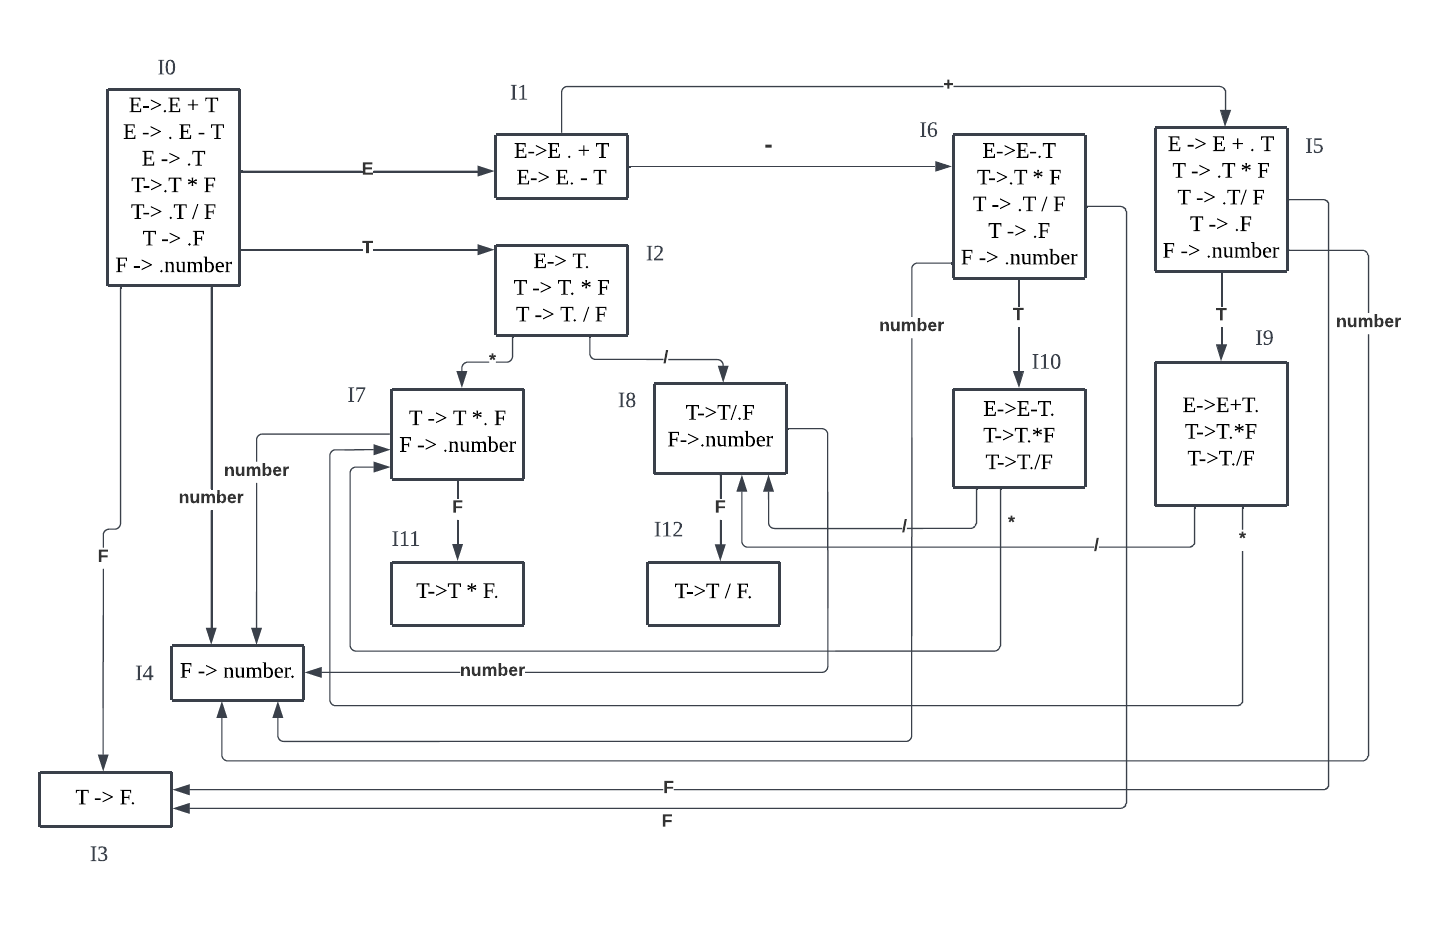 I0
E->.E + T
E -> . E - T
E -> .T
T->.T * F
T-> .T / F
T -> .F
F -> .number
E
T
number
F
I1
E->E . + T
E-> E. - T
+
-
I2
E-> T.
T -> T. * F
T -> T. / F
*
/
I6
E->E-.T
T->.T * F
T -> .T / F
T -> .F
F -> .number
number
T
I5
E -> E + . T
T -> .T * F
T -> .T/ F
T -> .F
F -> .number
T
number
I7
T -> T *. F
F -> .number
number
F
I8
T->T/.F
F->.number
F
I10
E->E-T.
T->T.*F
T->T./F
/
*
I9
E->E+T.
T->T.*F
T->T./F
/
*
I11
T->T * F.
I12
T->T / F.
I4
F -> number.
number
T -> F.
I3
F
F